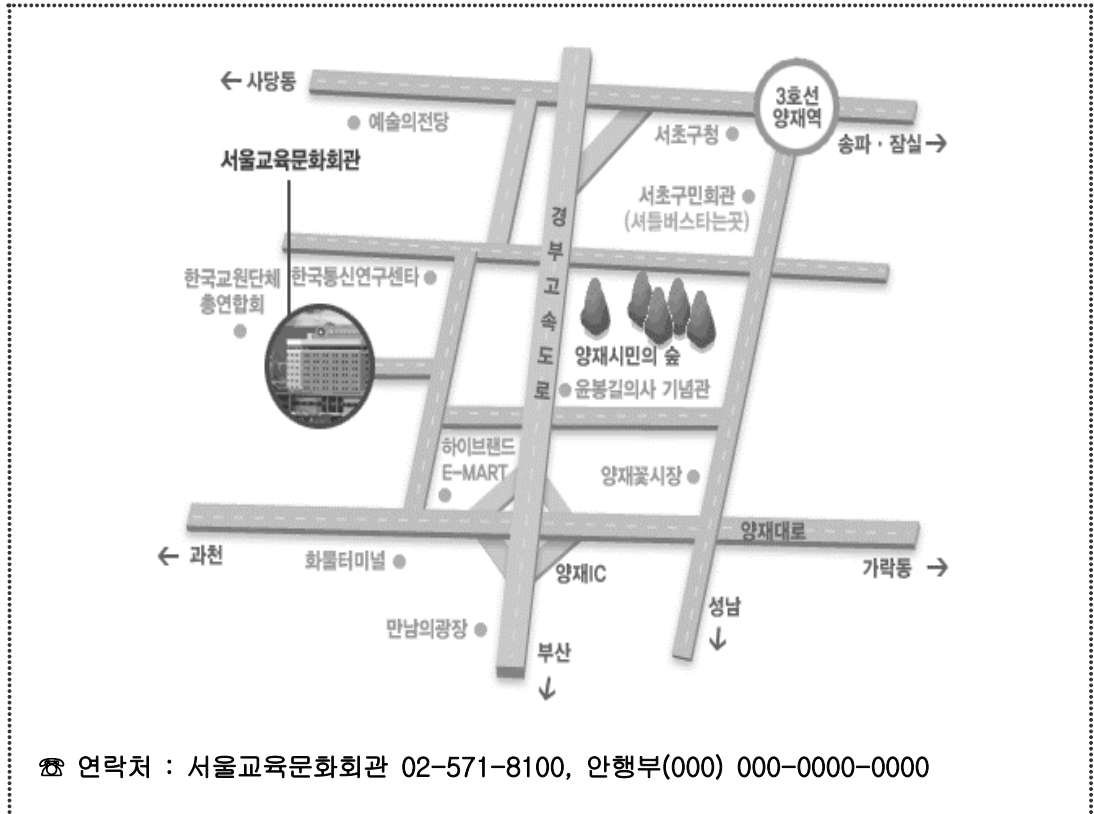 ← 사당동
3호선
양재역
예술의전당
서초구청
송파 · 잠실→
서울교육문화회관
서초구민회관
(셔틀버스타는곳)
경부고속도로
한국교원단체
총연합회
한국통신연구센타
양재시민의 숲
윤봉길의사 기념관
하이브랜드
E-MART
양재꽃시장
양재대로
← 과천
화물터미널
양재IC
가락동 →
성남
↓
만남의광장
부산
↓
☏ 연락처 : 서울교육문화회관 02-571-8100, 안행부(000) 000-0000-0000